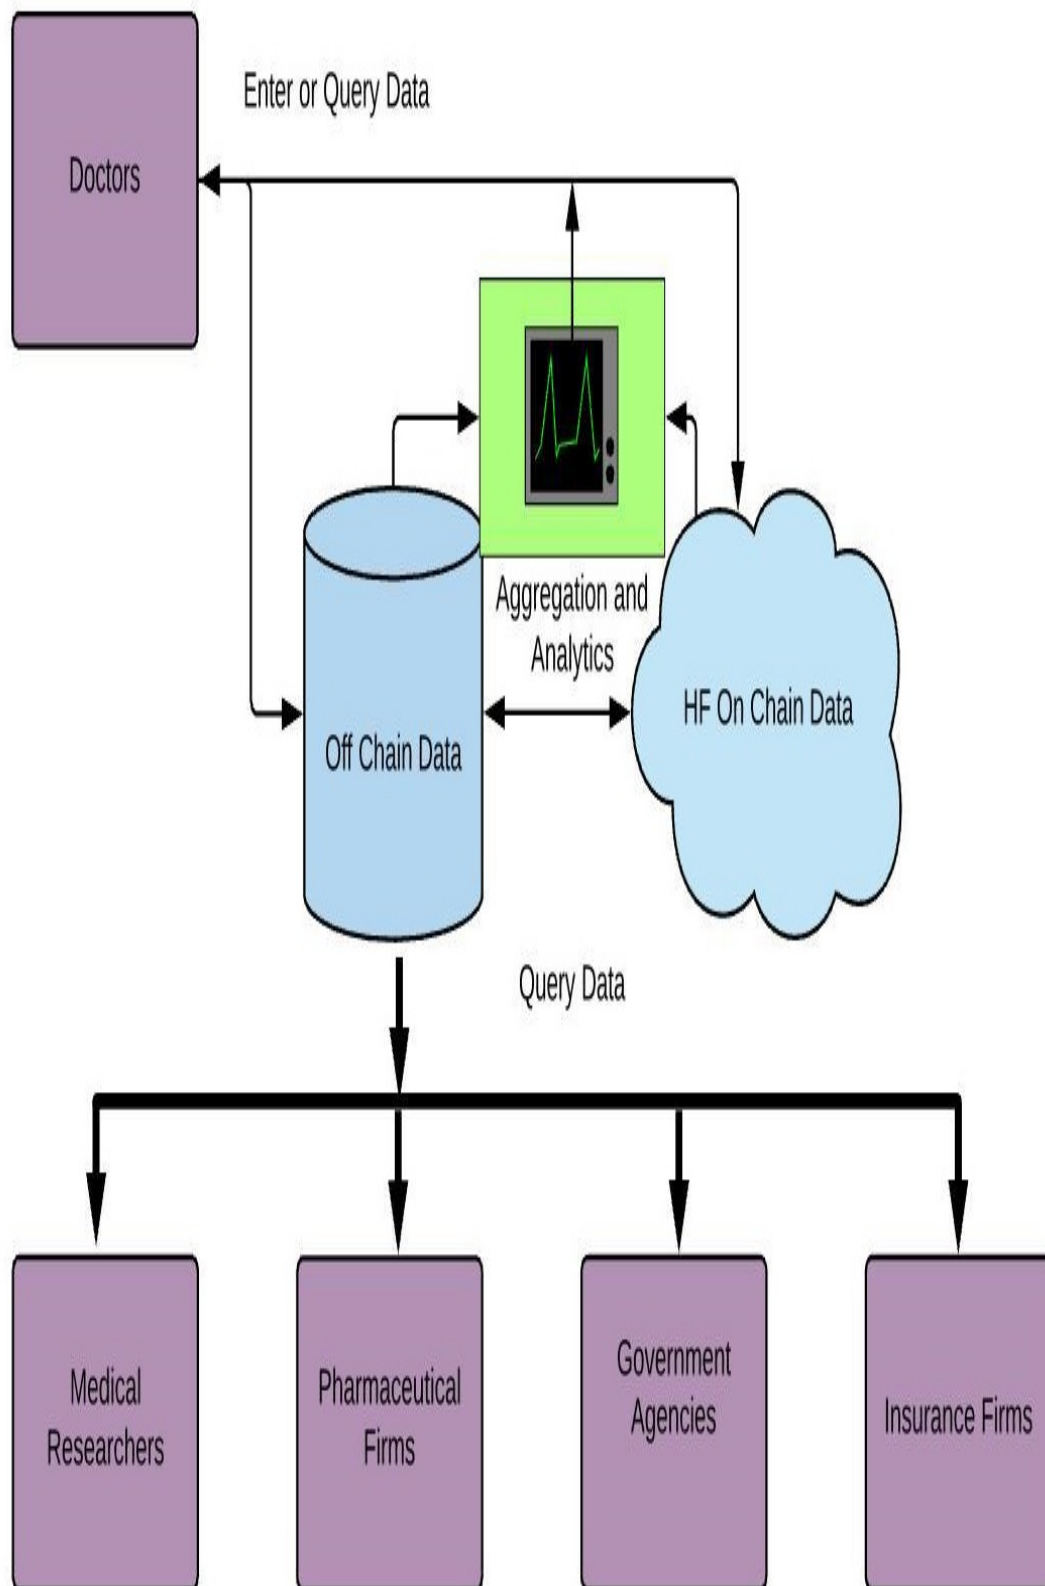 Enter or Query Data
Doctors
Aggregation and
Analytics
Off Chain Data
HF On Chain Data
Query Data
Medical
Researchers
Pharmaceutical
Firms
Government
Agencies
Insurance Firms